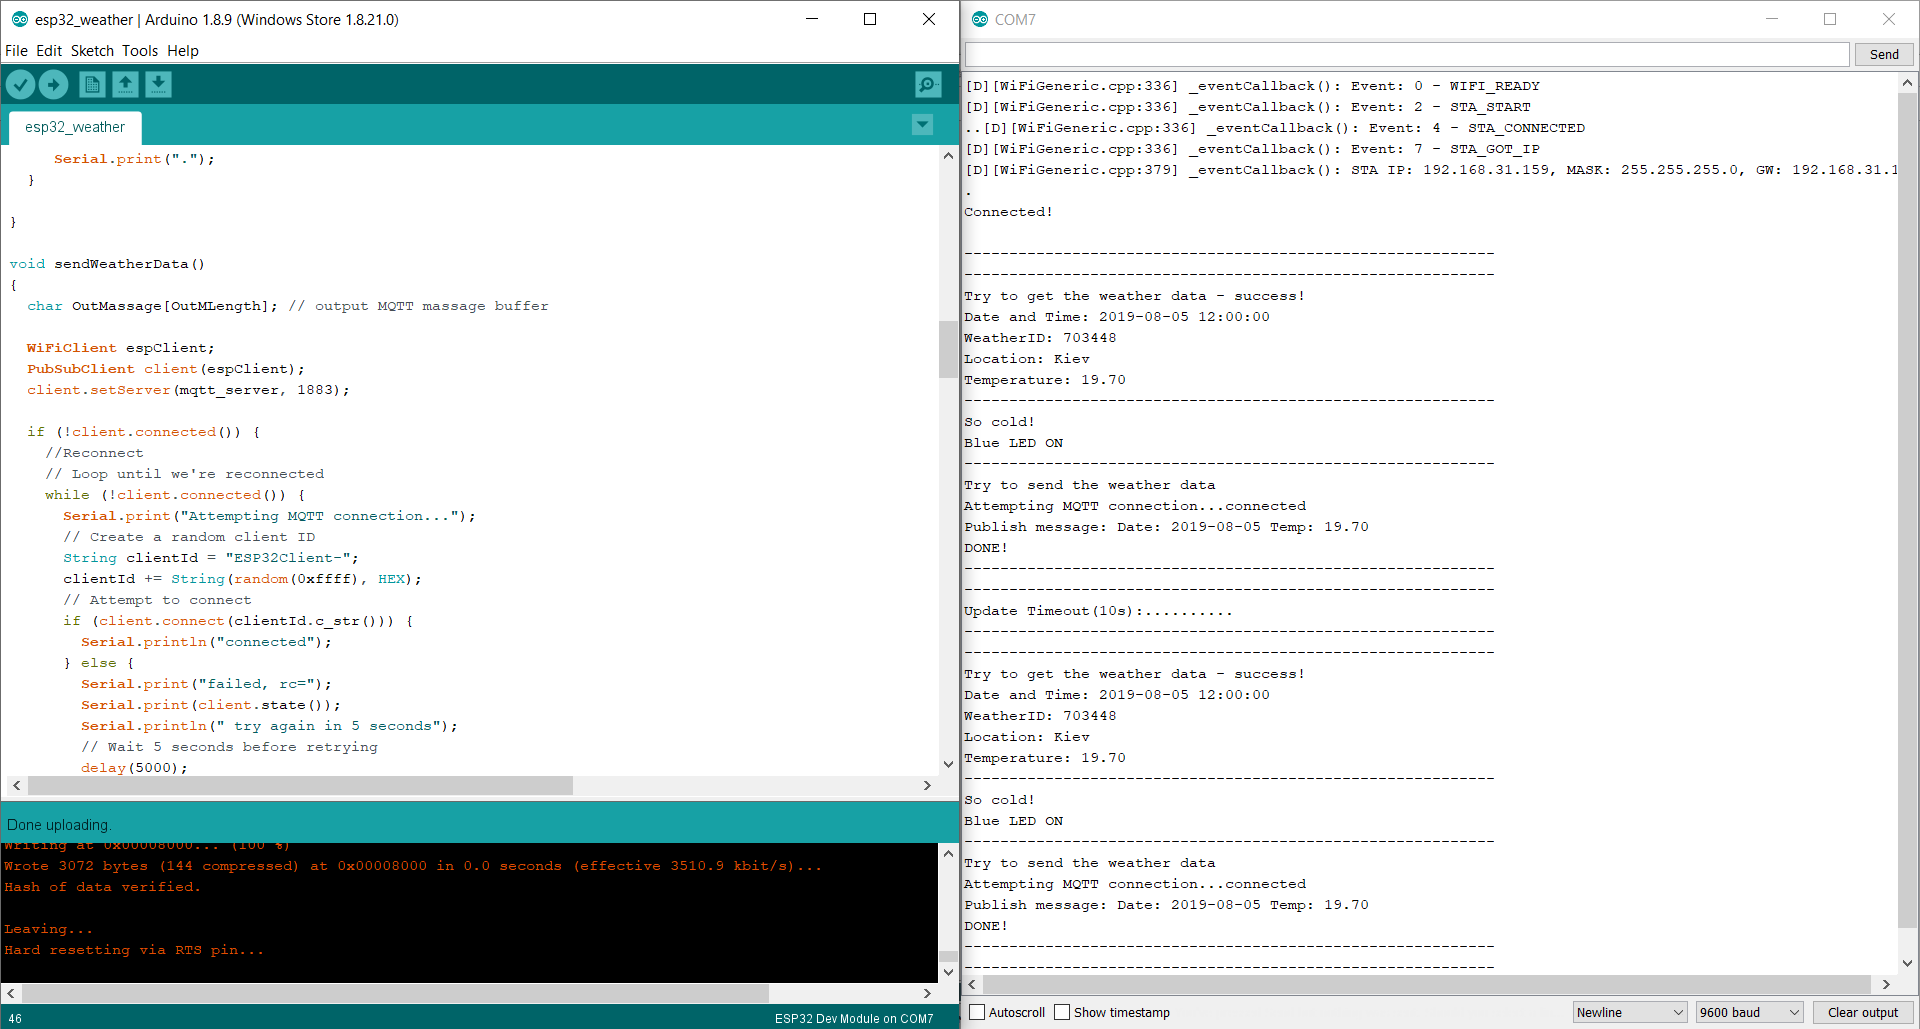 esp32_weather | Arduino 1.8.9 (Windows Store 1.8.21.0)
File Edit Sketch Tools Help
esp32_weather
Serial.print(".");
}
}
void sendWeatherData()
{
char OutMassage[OutMLength]; // output MQTT massage buffer
WiFiClient espClient;
PubSubClient client(espClient);
client.setServer(mqtt_server, 1883);
if (!client.connected()) {
//Reconnect
// Loop until we're reconnected
while (!client.connected()) {
Serial.print("Attempting MQTT connection...");
// Create a random client ID
String clientId = "ESP32Client-";
clientId += String(random(0xffff), HEX);
// Attempt to connect
if (client.connect(clientId.c_str())) {
Serial.println("connected");
} else {
Serial.print("failed, rc=");
Serial.print(client.state());
Serial.println(" try again in 5 seconds");
// Wait 5 seconds before retrying
delay(5000);
Done uploading.
Writing at 0x00008000... (100 %)
Wrote 3072 bytes (144 compressed) at 0x00008000 in 0.0 seconds (effective 3510.9 kbit/s)...
Hash of data verified.
Leaving...
Hard resetting via RTS pin...
46
ESP32 Dev Module on COM7
COM7
Send
[D][WiFiGeneric.cpp:336] _eventCallback(): Event: 0 - WIFI_READY
[D][WiFiGeneric.cpp:336] _eventCallback(): Event: 2 - STA_START
..[D][WiFiGeneric.cpp:336] _eventCallback(): Event: 4 - STA_CONNECTED
[D][WiFiGeneric.cpp:336] _eventCallback(): Event: 7 - STA_GOT_IP
[D][WiFiGeneric.cpp:379] _eventCallback(): STA IP: 192.168.31.159, MASK: 255.255.255.0, GW: 192.168.31.1
.
Connected!
-----------------------------------------------------------
-----------------------------------------------------------
Try to get the weather data - success!
Date and Time: 2019-08-05 12:00:00
WeatherID: 703448
Location: Kiev
Temperature: 19.70
-----------------------------------------------------------
So cold!
Blue LED ON
-----------------------------------------------------------
Try to send the weather data
Attempting MQTT connection...connected
Publish message: Date: 2019-08-05 Temp: 19.70
DONE!
-----------------------------------------------------------
-----------------------------------------------------------
Update Timeout(10s):..........
-----------------------------------------------------------
-----------------------------------------------------------
Try to get the weather data - success!
Date and Time: 2019-08-05 12:00:00
WeatherID: 703448
Location: Kiev
Temperature: 19.70
-----------------------------------------------------------
So cold!
Blue LED ON
-----------------------------------------------------------
Try to send the weather data
Attempting MQTT connection...connected
Publish message: Date: 2019-08-05 Temp: 19.70
DONE!
-----------------------------------------------------------
-----------------------------------------------------------
Autoscroll Show timestamp
Newline
9600 baud
Clear output